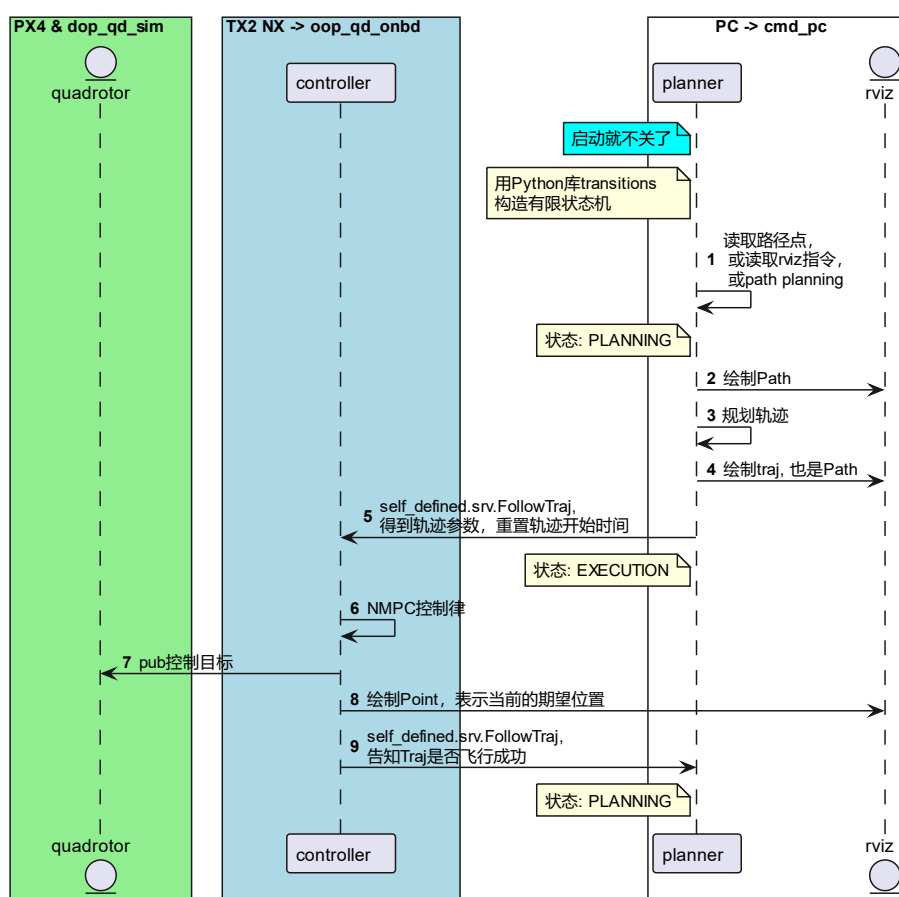 PX4 & dop_qd_sim
TX2 NX -> oop_qd_onbd
PC -> cmd_pc
quadrotor
controller
planner
rviz
启动就不关了
用Python库transitions
构造有限状态机
读取路径点，
1 或读取rviz指令，
或path planning
状态: PLANNING
2 绘制Path
3 规划轨迹
4 绘制traj, 也是Path
self_defined.srv.FollowTraj,
5 得到轨迹参数，重置轨迹开始时间
状态: EXECUTION
6 NMPC控制律
7 pub控制目标
8 绘制Point，表示当前的期望位置
self_defined.srv.FollowTraj,
9 告知Traj是否飞行成功
状态: PLANNING
quadrotor
controller
planner
rviz